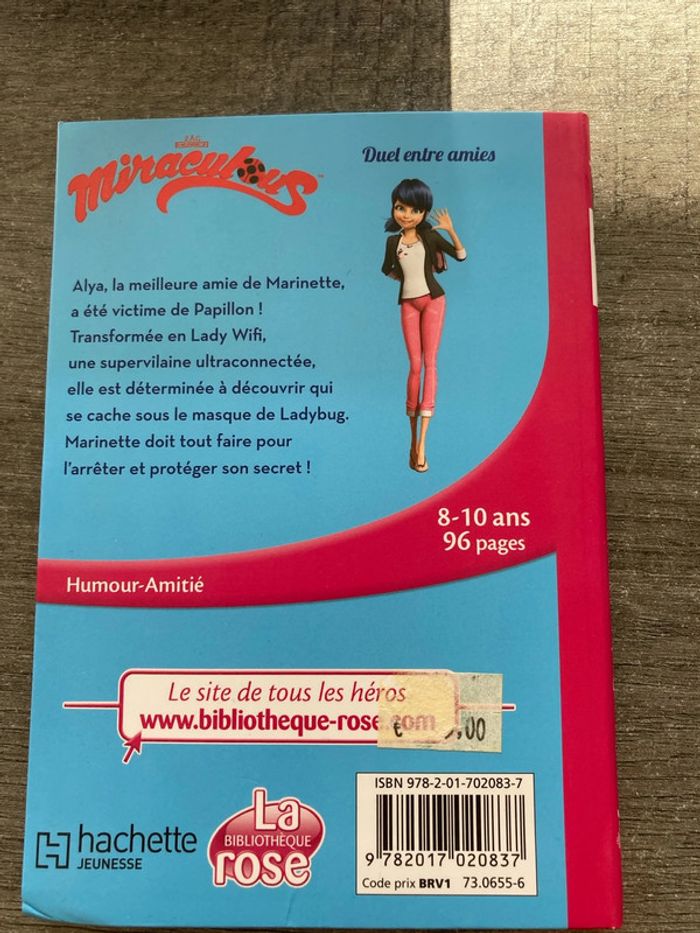 ZAG
Miraculous™
Duel entre amies
Alya, la meilleure amie de Marinette,
a été victime de Papillon !
Transformée en Lady Wifi,
une supervilaine ultraconnectée,
elle est déterminée à découvrir qui
se cache sous le masque de Ladybug.
Marinette doit tout faire pour
l'arrêter et protéger son secret !
8-10 ans
96 pages
Humour-Amitié
Le site de tous les héros
www.bibliotheque-rose.com
€ ,00
ISBN 978-2-01-702083-7
9 782017 020837
Code prix BRV1 73.0655-6
hachette
JEUNESSE
La
BIBLIOTHÈQUE
rose